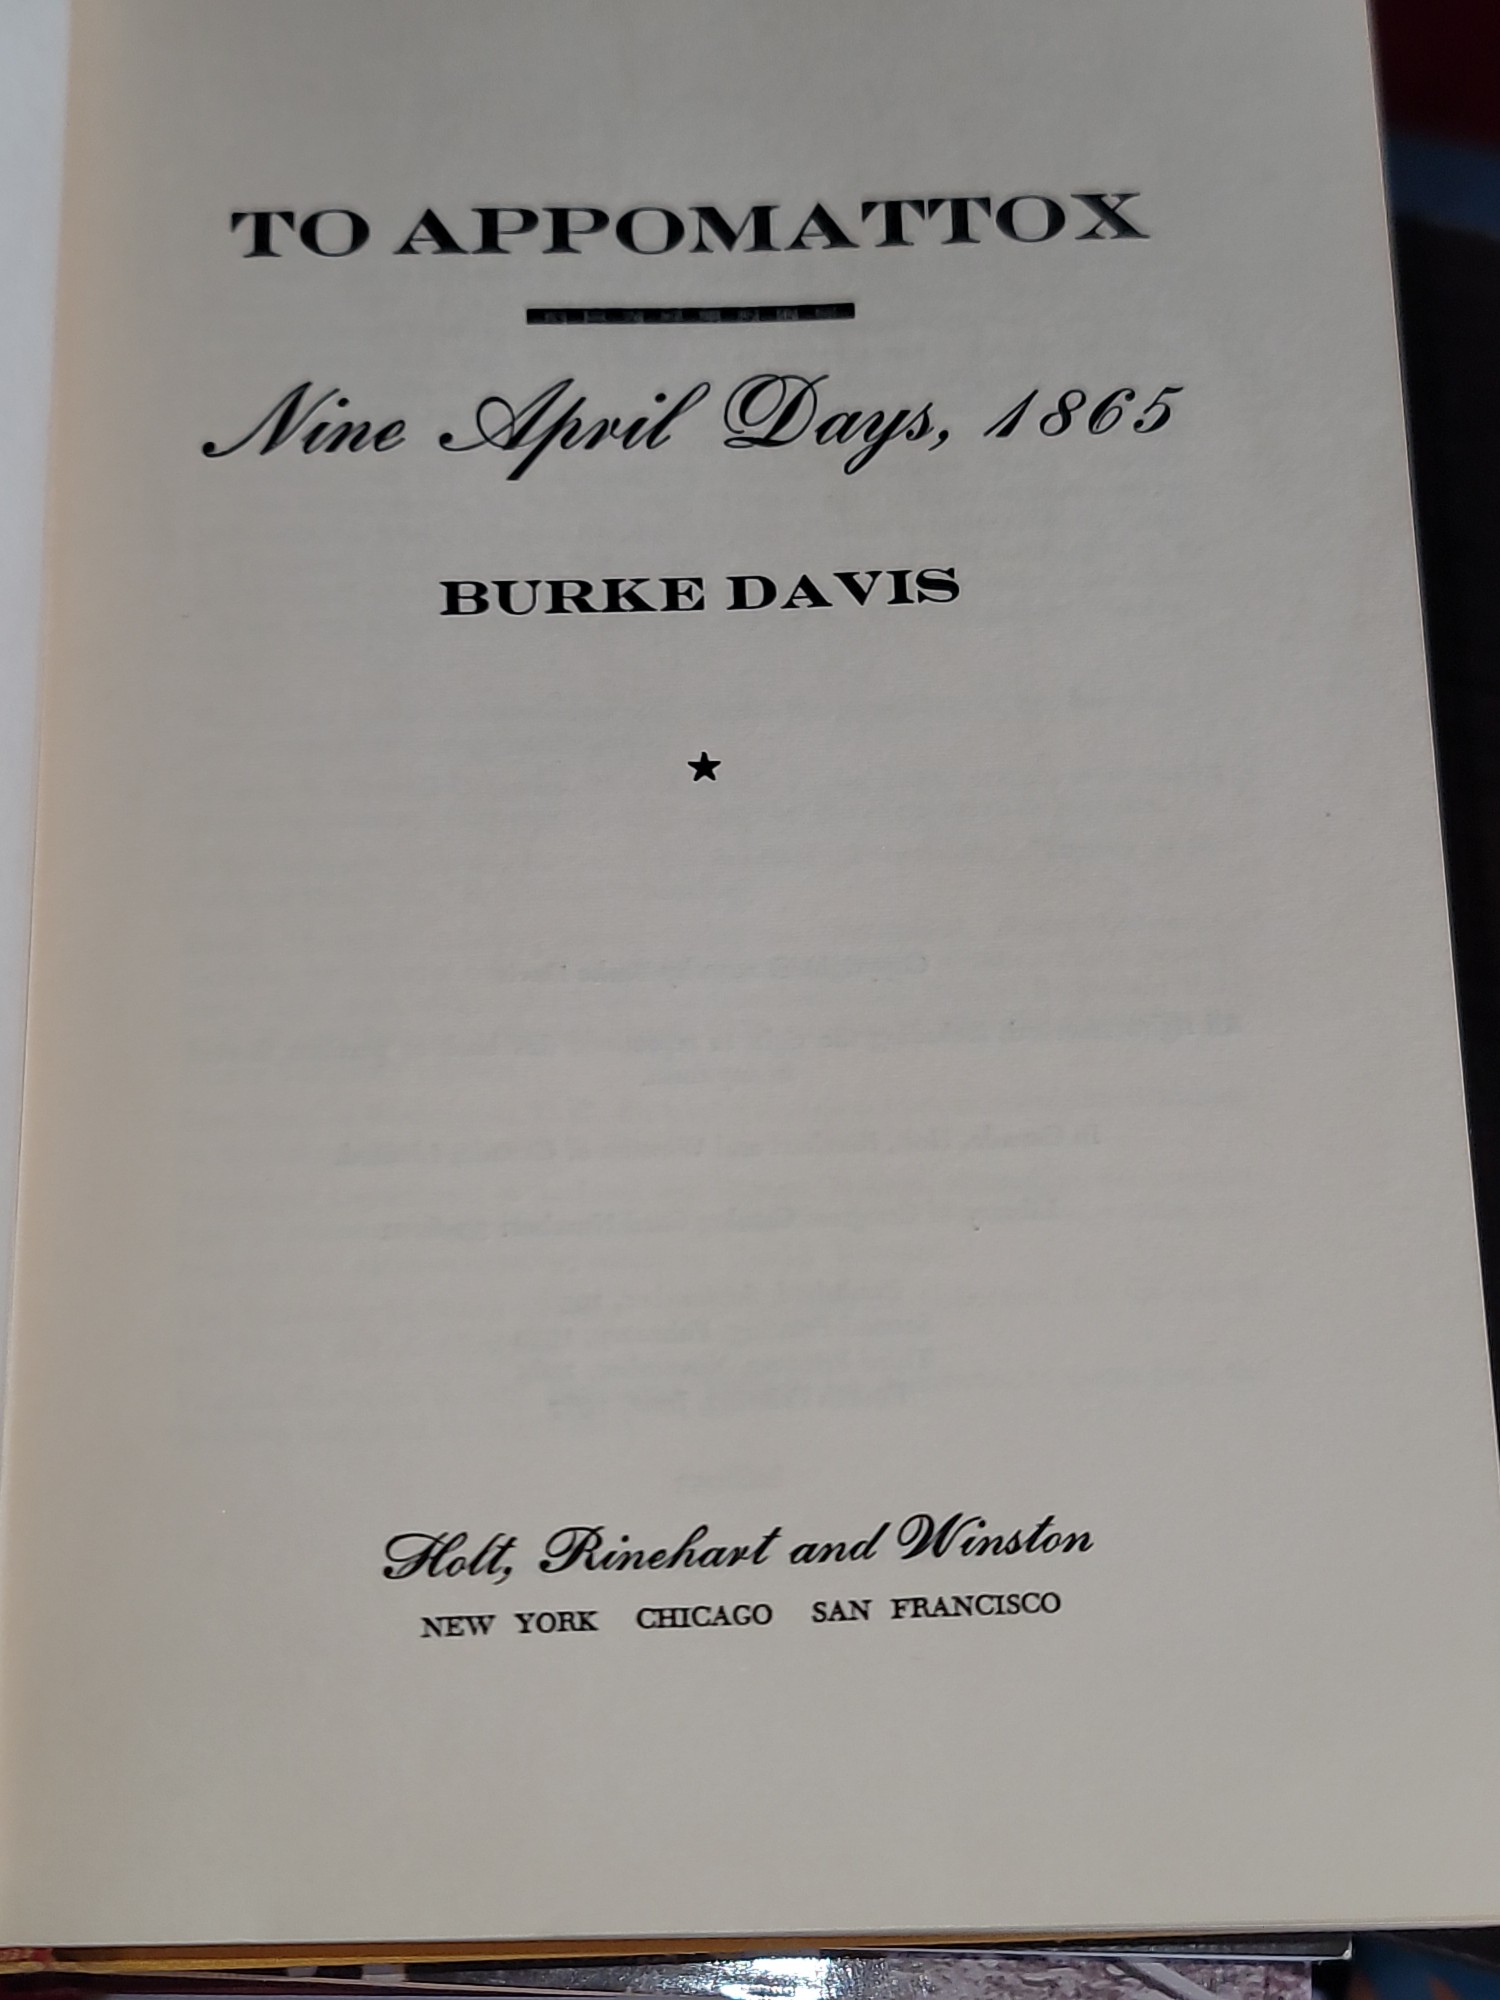 TO APPOMATTOX
Nine April Days, 1865
BURKE DAVIS
Holt, Rinehart and Winston
NEW YORK CHICAGO SAN FRANCISCO